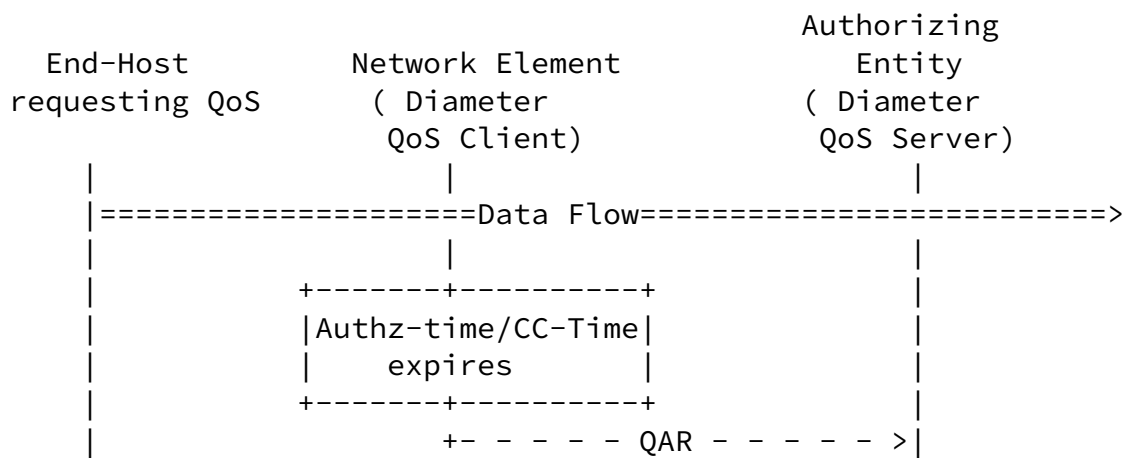 Authorizing
  End-Host         Network Element             Entity
requesting QoS      ( Diameter              ( Diameter
                     QoS Client)             QoS Server)
    |                   |                         |
    |=====================Data Flow==========================>
    |                   |                         |
    |           +-------+----------+              |
    |           |Authz-time/CC-Time|              |
    |           |    expires       |              |
    |           +-------+----------+              |
    |                   +- - - - - QAR - - - - - >|